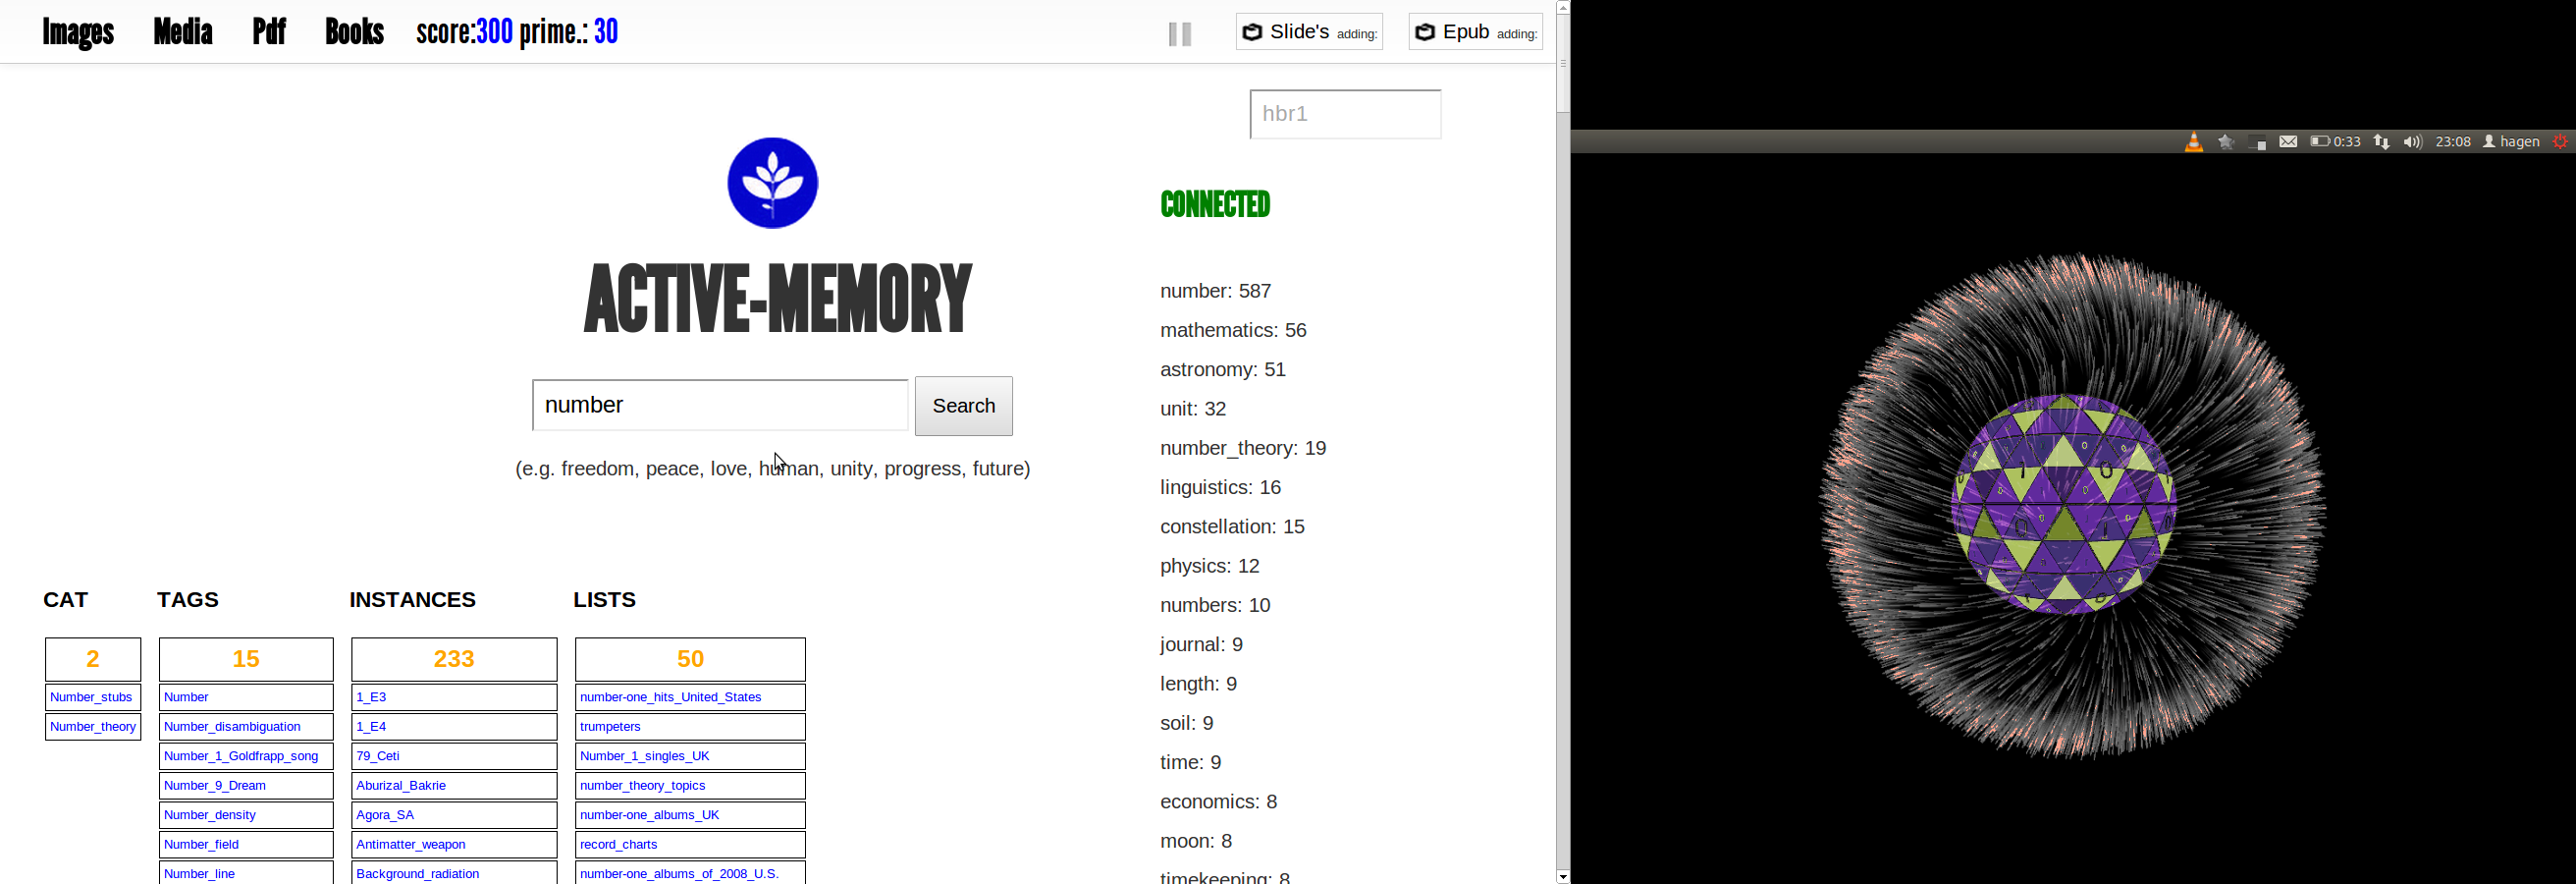 Images Media Pdf Books score:300 prime.: 30 Slide's adding: Epub adding:
hbr1
ACTIVE-MEMORY
number Search
(e.g. freedom, peace, love, human, unity, progress, future)
CAT TAGS INSTANCES LISTS
2 15 233 50
Number_stubs Number 1_E3 number-one_hits_United_States
Number_theory Number_disambiguation 1_E4 trumpeters
Number_1_Goldfrapp_song 79_Ceti Number_1_singles_UK
Number_9_Dream Aburizal_Bakrie number_theory_topics
Number_density Agora_SA number-one_albums_UK
Number_field Antimatter_weapon record_charts
Number_line Background_radiation number-one_albums_of_2008_U.S.
CONNECTED
number: 587
mathematics: 56
astronomy: 51
unit: 32
number_theory: 19
linguistics: 16
constellation: 15
physics: 12
numbers: 10
journal: 9
length: 9
soil: 9
time: 9
economics: 8
moon: 8
timekeeping: 8
0:33 23:08 hagen